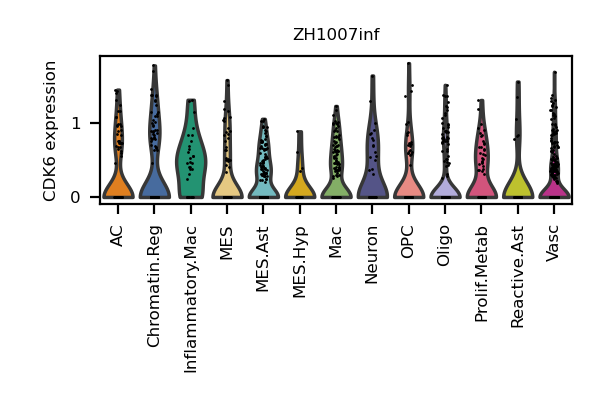 ZH1007inf
CDK6 expression
1
0
AC
Chromatin.Reg
Inflammatory.Mac
MES
MES.Ast
MES.Hyp
Mac
Neuron
OPC
Oligo
Prolif.Metab
Reactive.Ast
Vasc